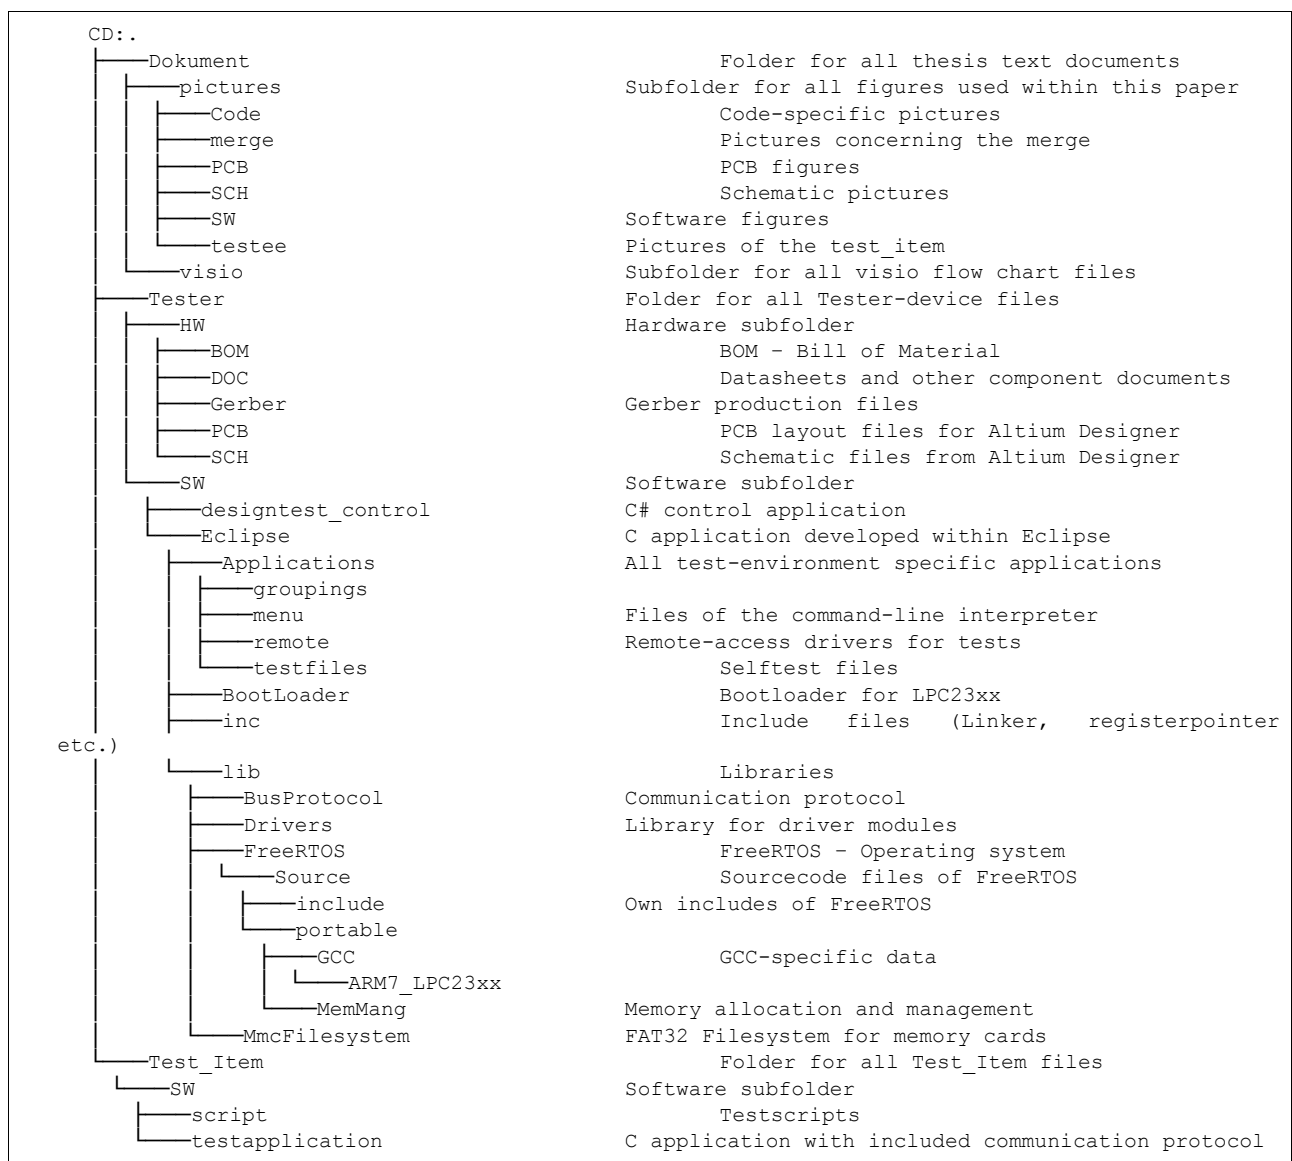 CD:.
Dokument Folder for all thesis text documents
pictures Subfolder for all figures used within this paper
Code Code-specific pictures
merge Pictures concerning the merge
PCB PCB figures
SCH Schematic pictures
SW Software figures
testee Pictures of the test_item
visio Subfolder for all visio flow chart files
Tester Folder for all Tester-device files
HW Hardware subfolder
BOM BOM – Bill of Material
DOC Datasheets and other component documents
Gerber Gerber production files
PCB PCB layout files for Altium Designer
SCH Schematic files from Altium Designer
SW Software subfolder
designtest_control C# control application
Eclipse C application developed within Eclipse
Applications All test-environment specific applications
groupings
menu Files of the command-line interpreter
remote Remote-access drivers for tests
testfiles Selftest files
BootLoader Bootloader for LPC23xx
inc Include files (Linker, registerpointer
etc.)
lib Libraries
BusProtocol Communication protocol
Drivers Library for driver modules
FreeRTOS FreeRTOS – Operating system
Source Sourcecode files of FreeRTOS
include Own includes of FreeRTOS
portable
GCC GCC-specific data
ARM7_LPC23xx
MemMang Memory allocation and management
MmcFilesystem FAT32 Filesystem for memory cards
Test_Item Folder for all Test_Item files
SW Software subfolder
script Testscripts
testapplication C application with included communication protocol